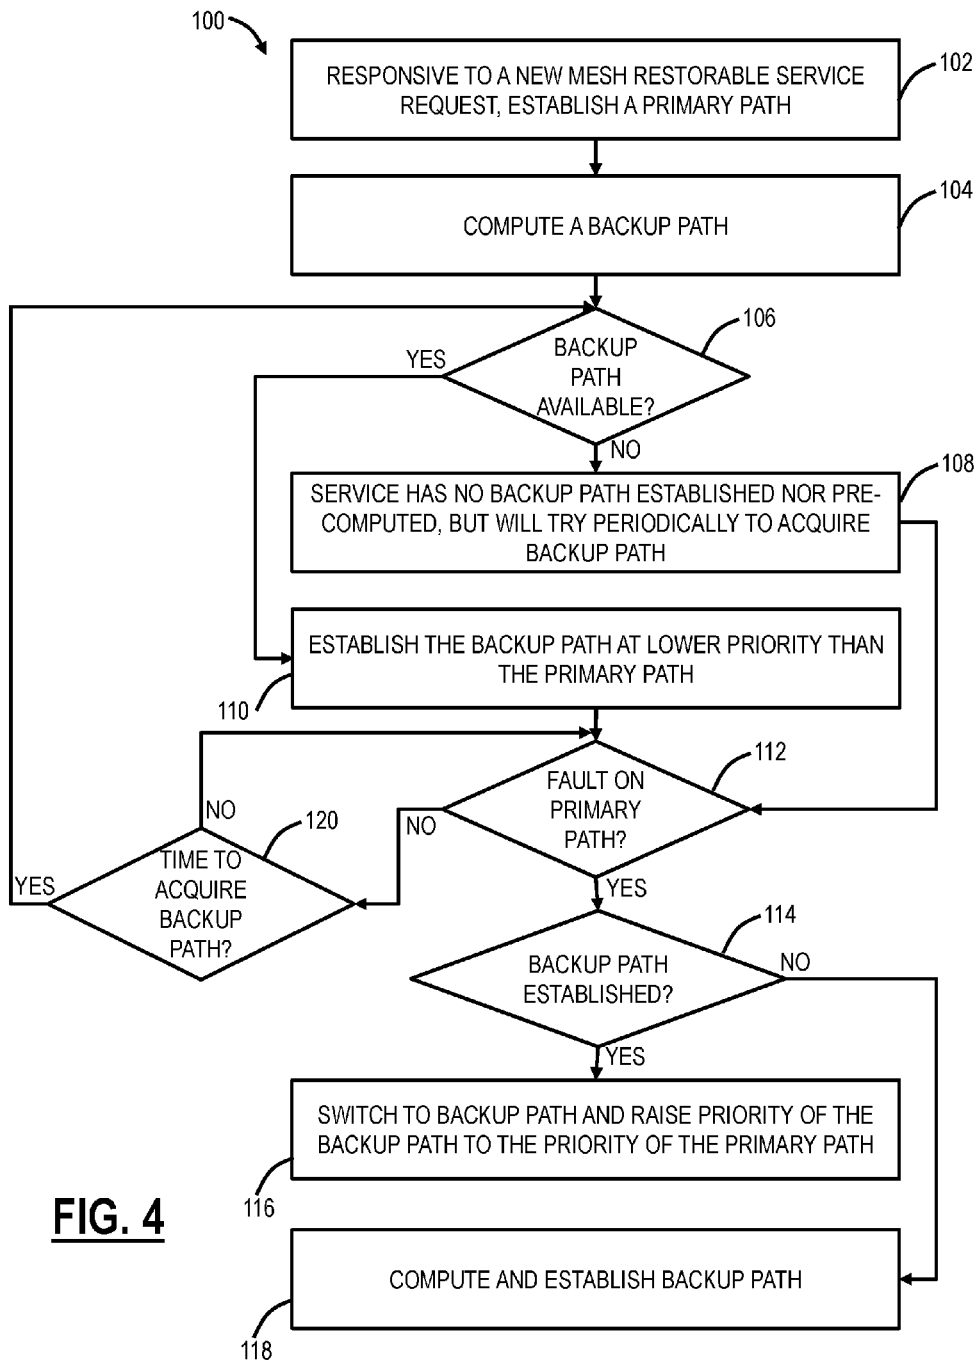 100
RESPONSIVE TO A NEW MESH RESTORABLE SERVICE
REQUEST, ESTABLISH A PRIMARY PATH
102
COMPUTE A BACKUP PATH
104
BACKUP
PATH
AVAILABLE?
106
YES
NO
SERVICE HAS NO BACKUP PATH ESTABLISHED NOR PRE-
COMPUTED, BUT WILL TRY PERIODICALLY TO ACQUIRE
BACKUP PATH
108
ESTABLISH THE BACKUP PATH AT LOWER PRIORITY THAN
THE PRIMARY PATH
110
FAULT ON
PRIMARY
PATH?
112
NO
YES
TIME TO
ACQUIRE
BACKUP
PATH?
120
NO
YES
BACKUP PATH
ESTABLISHED?
114
NO
YES
SWITCH TO BACKUP PATH AND RAISE PRIORITY OF THE
BACKUP PATH TO THE PRIORITY OF THE PRIMARY PATH
116
COMPUTE AND ESTABLISH BACKUP PATH
118
FIG. 4